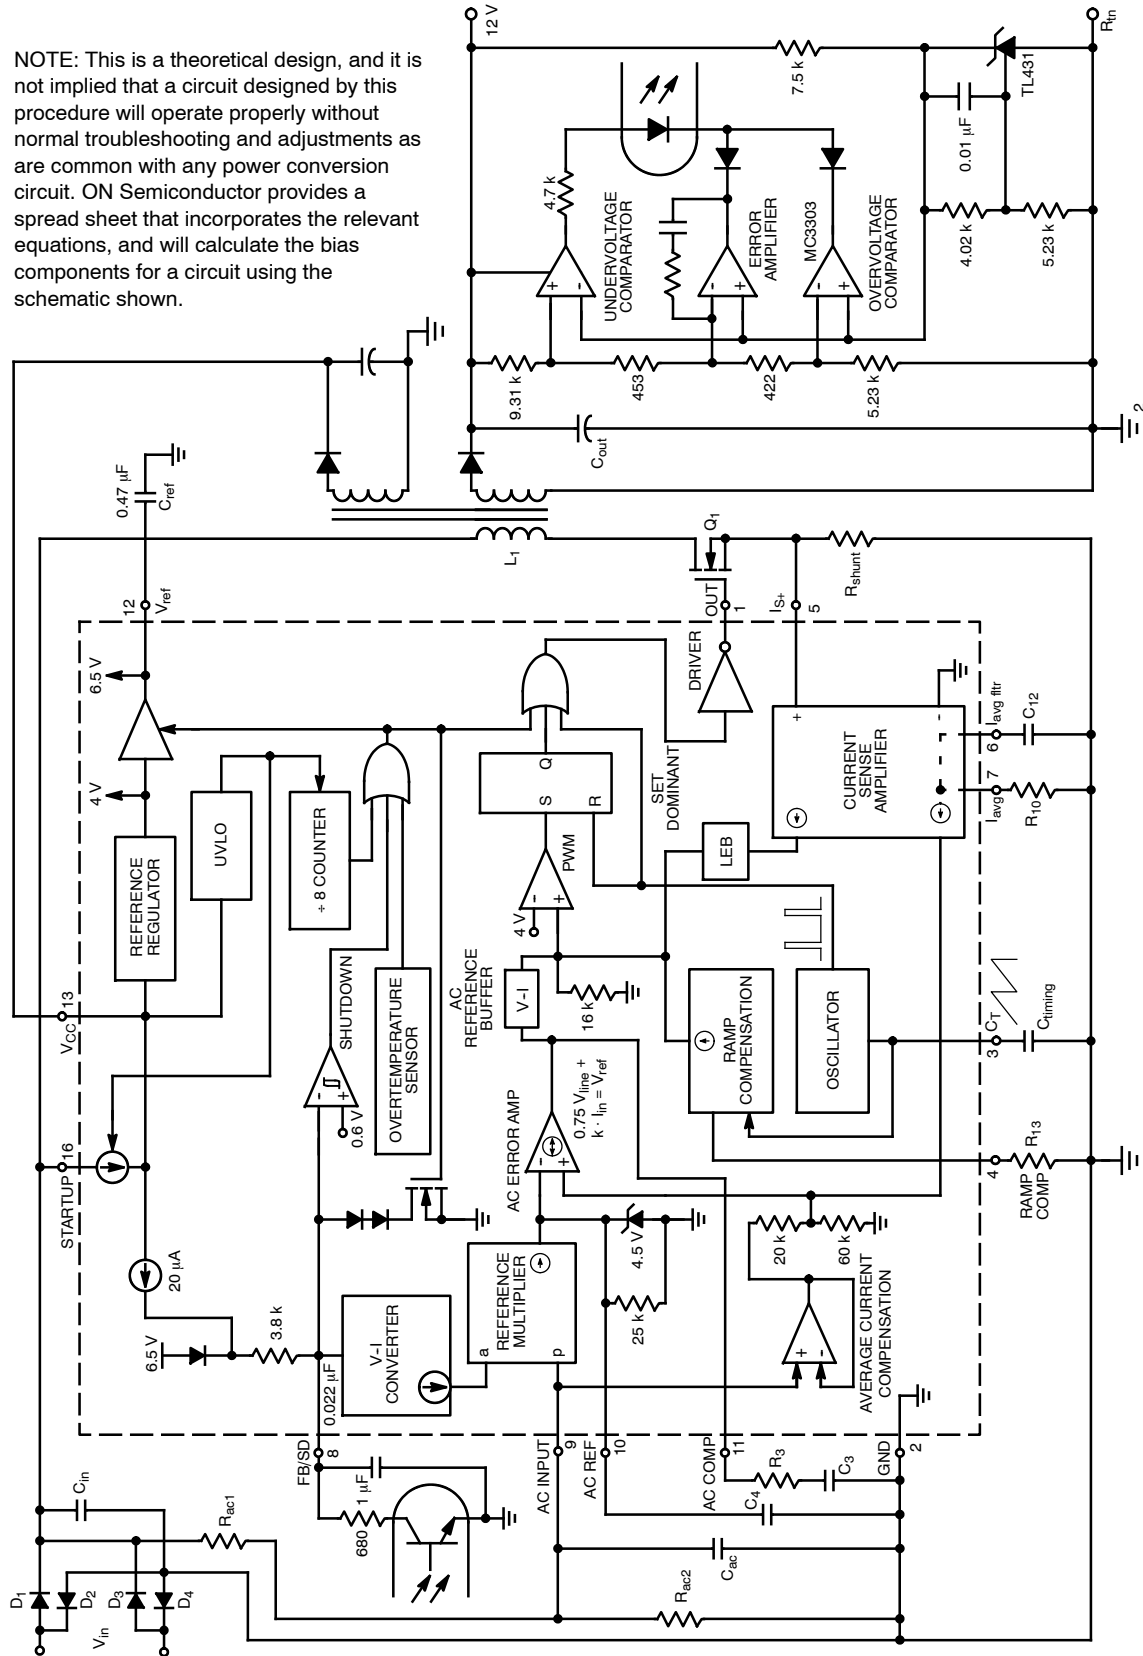 NOTE: This is a theoretical design, and it is
not implied that a circuit designed by this
procedure will operate properly without
normal troubleshooting and adjustments as
are common with any power conversion
circuit. ON Semiconductor provides a
spread sheet that incorporates the relevant
equations, and will calculate the bias
components for a circuit using the
schematic shown.
12 V
Rtn
7.5 k
TL431
0.01 μF
4.7 k
UNDERVOLTAGE
COMPARATOR
ERROR
AMPLIFIER
MC3303
OVERVOLTAGE
COMPARATOR
4.02 k
5.23 k
+
-
-
+
-
+
9.31 k
453
422
5.23 k
Cout
2
0.47 μF
Cref
12
Vref
L1
Q1
OUT
1
IS+
5
Rshunt
6.5 V
4 V
DRIVER
REFERENCE
REGULATOR
UVLO
÷ 8 COUNTER
Q
S
R
SET
DOMINANT
PWM
4 V
-
+
LEB
CURRENT
SENSE
AMPLIFIER
+
-
Iavg fltr
6
C12
Iavg
7
R10
VCC
13
SHUTDOWN
-
+
0.6 V
OVERTEMPERATURE
SENSOR
AC
REFERENCE
BUFFER
V-I
16 k
RAMP
COMPENSATION
OSCILLATOR
3
CT
Ctiming
STARTUP
16
AC ERROR AMP
-
+
0.75 Vline +
k · Iin = Vref
4
RAMP
COMP
R13
20 μA
6.5 V
3.8 k
0.022 μF
V-I
CONVERTER
REFERENCE
MULTIPLIER
a
p
4.5 V
25 k
20 k
60 k
+
-
AVERAGE CURRENT
COMPENSATION
FB/SD
8
AC INPUT
9
AC REF
10
AC COMP
11
GND
2
680
1 μF
R3
C3
C4
Cac
Cin
Rac1
Rac2
D1
D2
D3
D4
Vin